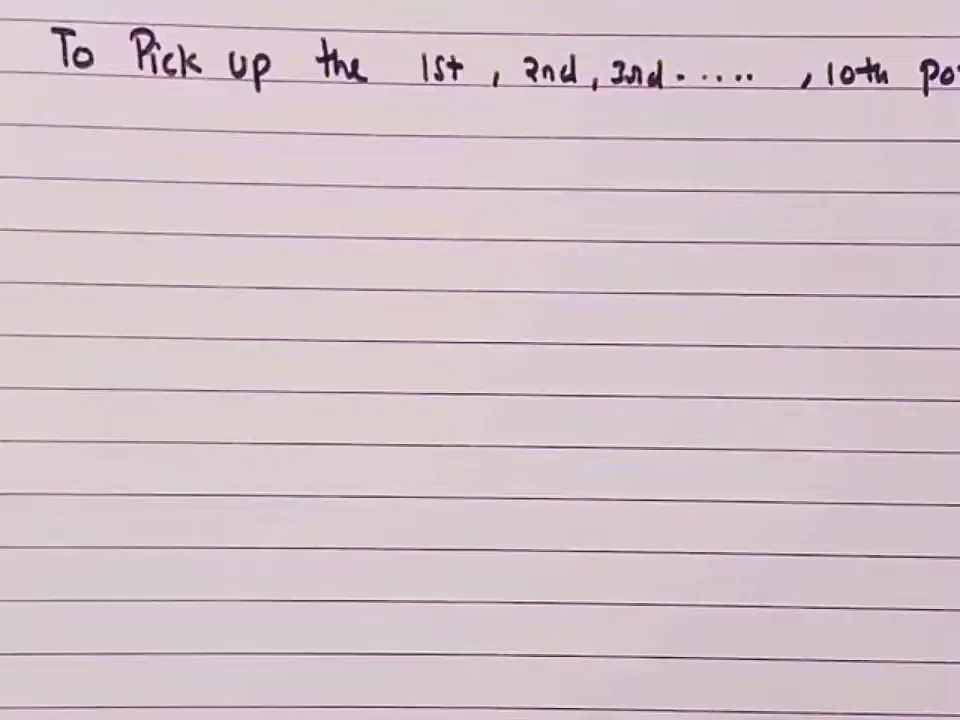 To Pick up the 1st, 2nd, 3rd. .... , 10th